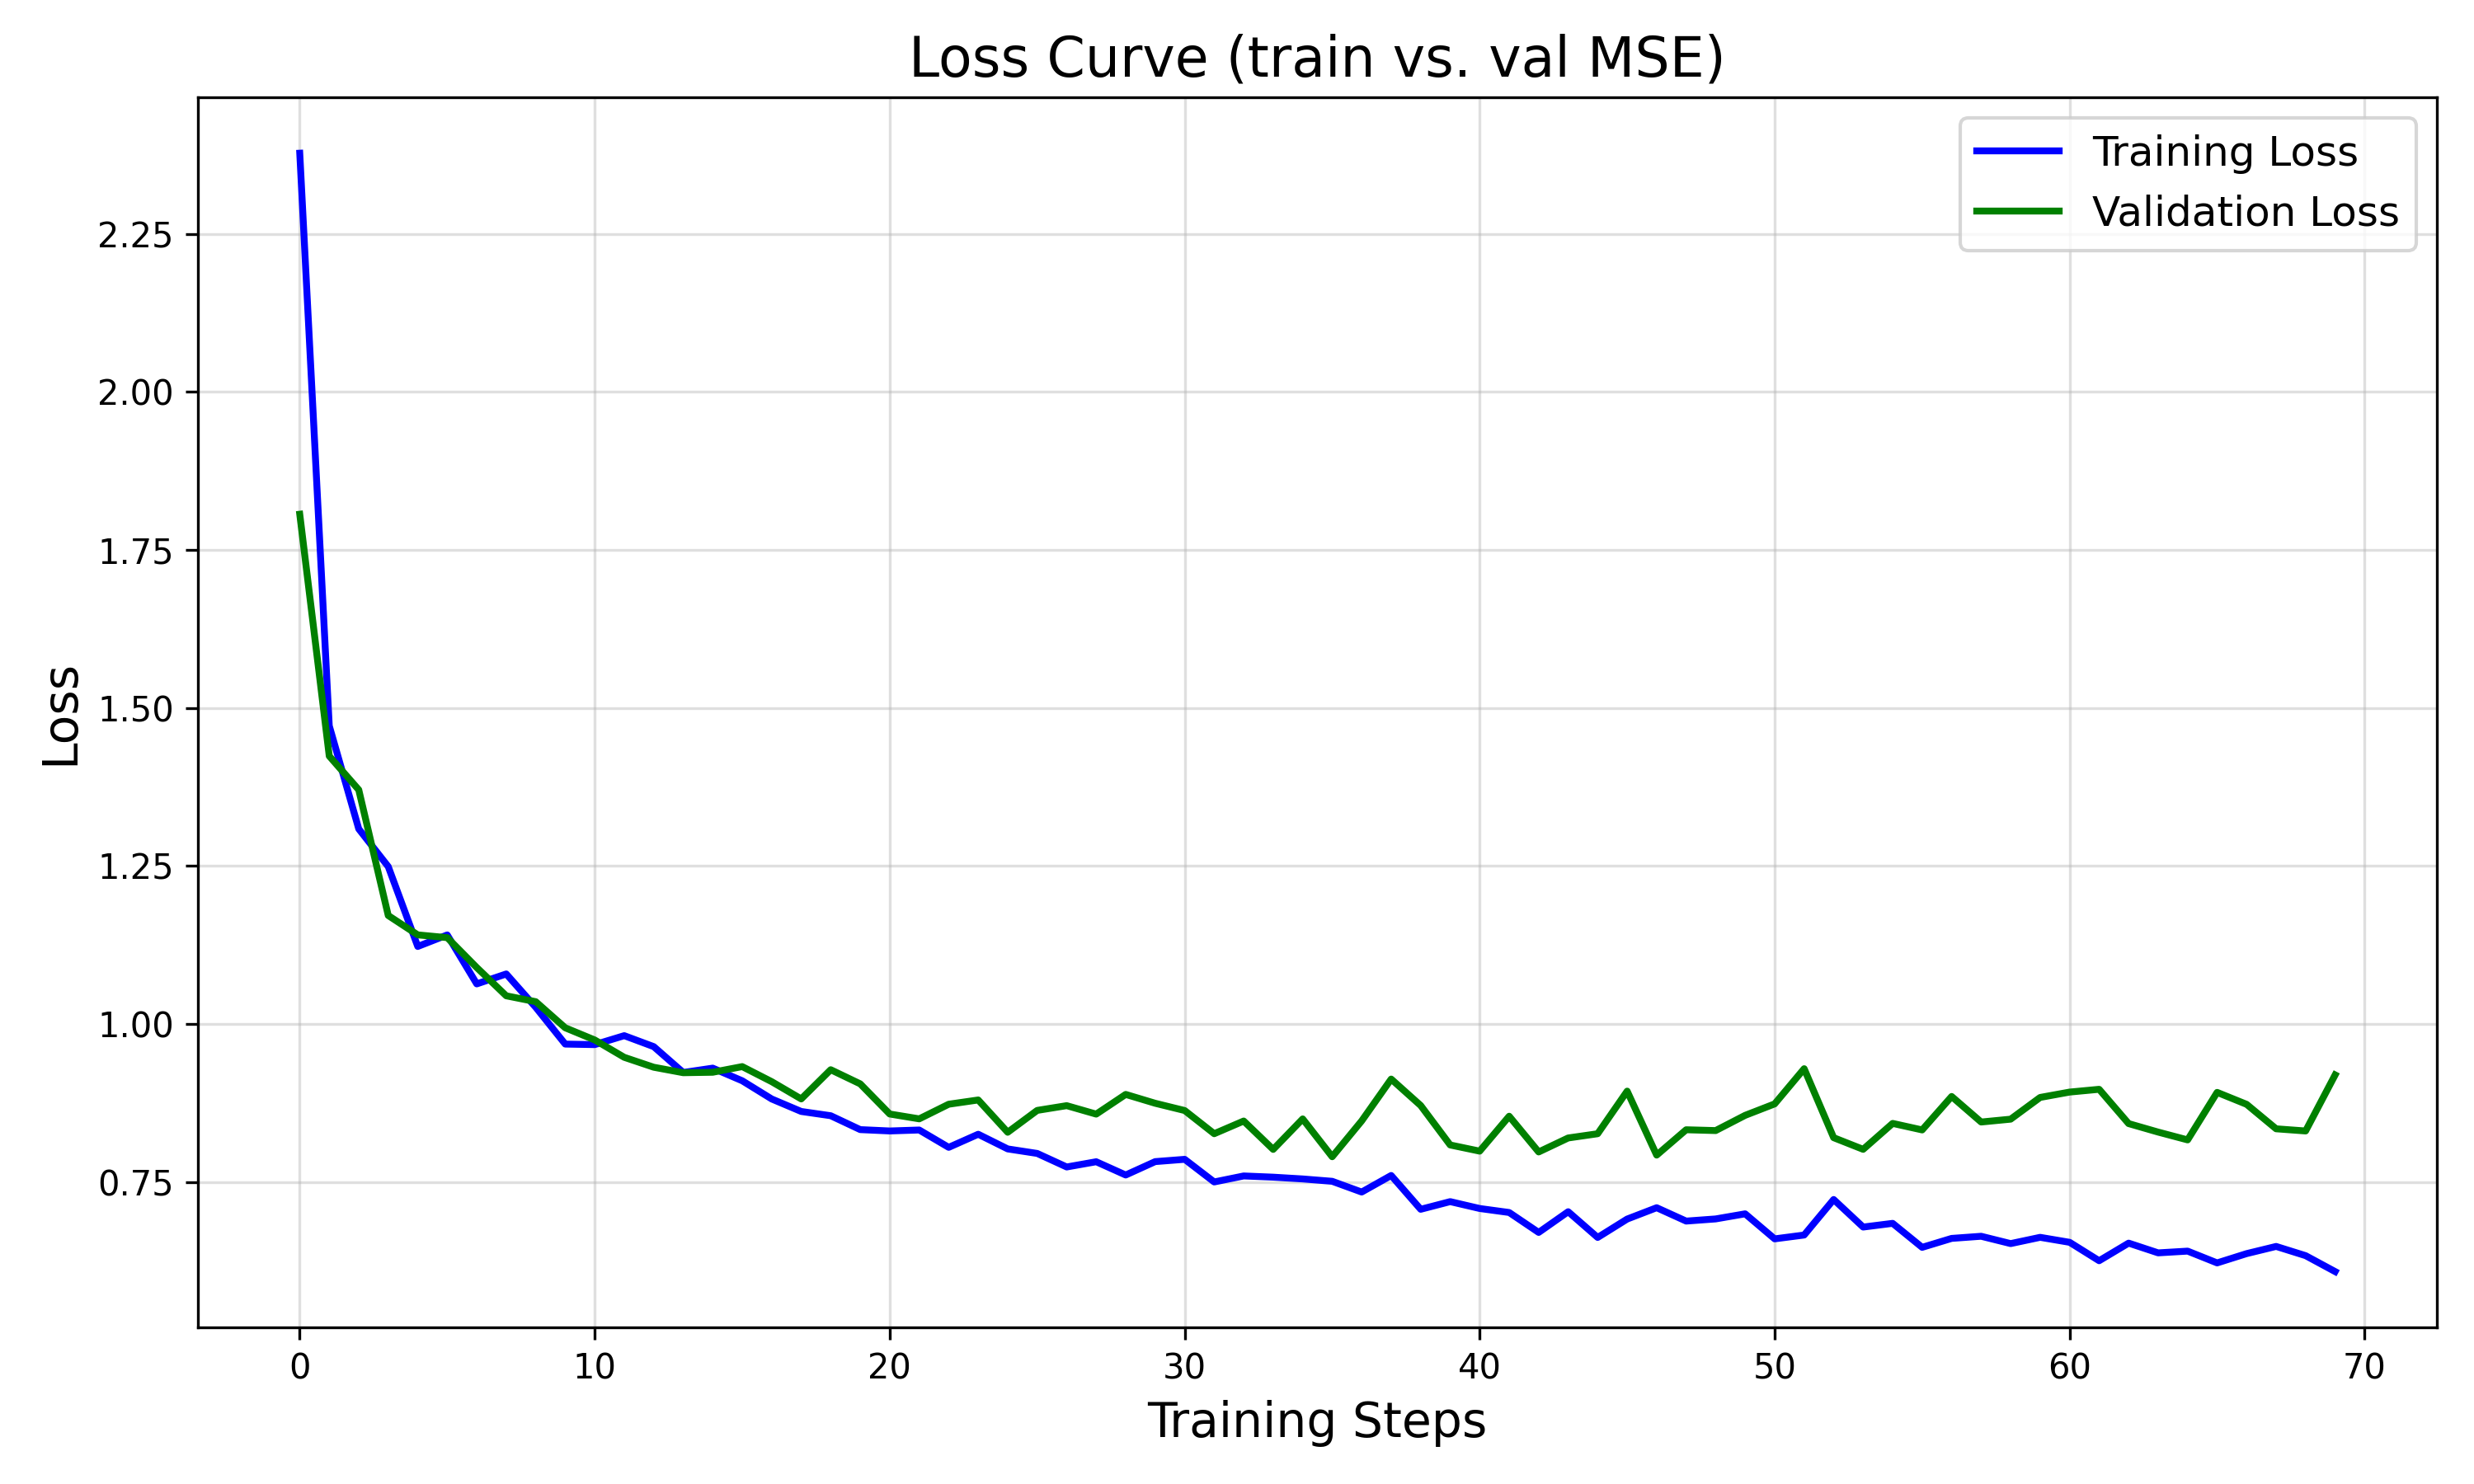 Loss Curve (train vs. val MSE)
Training Loss
Validation Loss
2.25
2.00
1.75
1.50
1.25
1.00
0.75
Loss
0 10 20 30 40 50 60 70
Training Steps